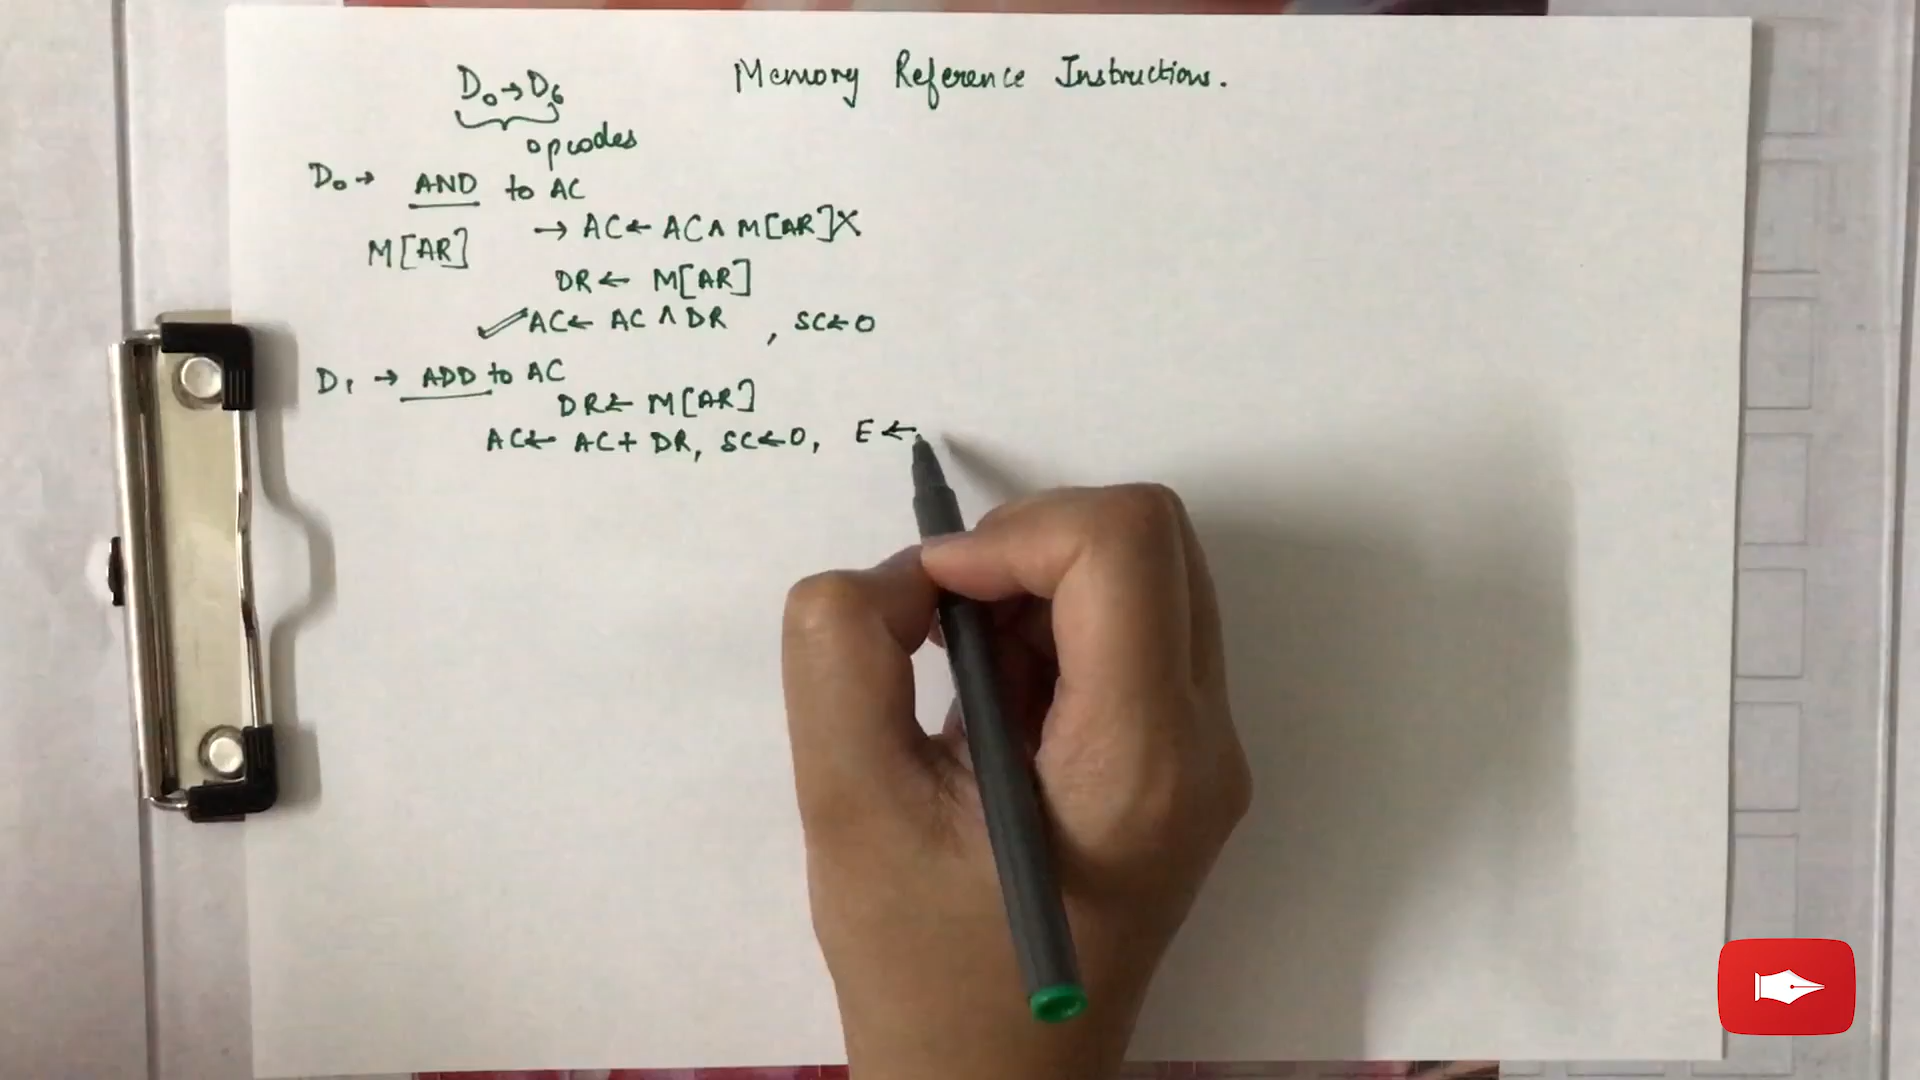 Memory Reference Instructions.
D₀→D₆
opcodes
D₀→ AND to AC
M[AR] → AC← AC∧ M[AR]X
DR← M[AR]
✓AC← AC ∧ DR , SC←0
D₁ → ADD to AC
DR← M[AR]
AC← AC+ DR, SC←0, E←